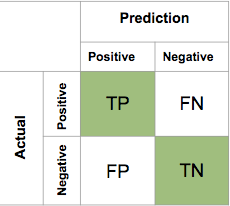 Prediction
Positive Negative
Actual
Positive
TP FN
Negative
FP TN